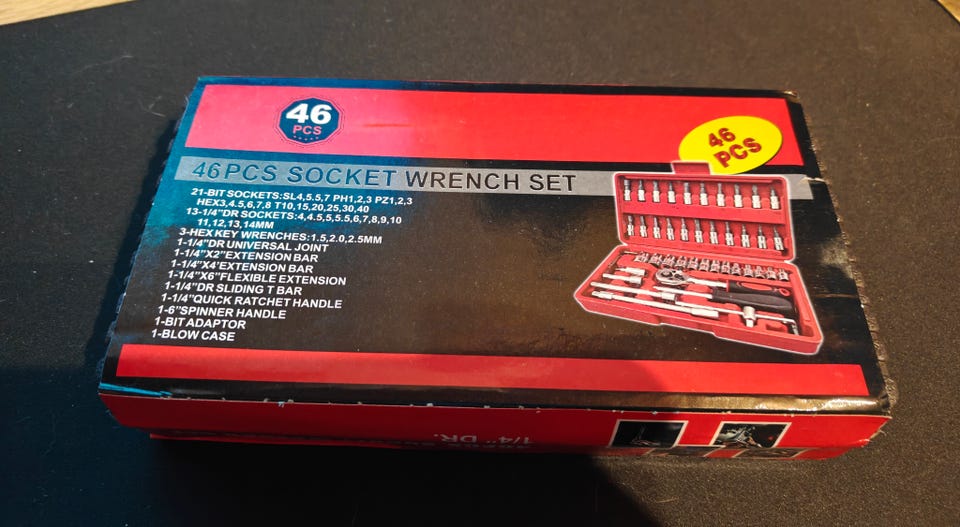 46
PCS
46
PCS
46 PCS SOCKET WRENCH SET
21-BIT SOCKETS:SL4,5.5,7 PH1,2,3 PZ1,2,3
HEX3,4.5,6,7,8 T10,15,20,25,30,40
13-1/4"DR SOCKETS:4,4.5,5,5.5,6,7,8,9,10
11,12,13,14MM
3-HEX KEY WRENCHES:1.5,2.0,2.5MM
1-1/4"DR UNIVERSAL JOINT
1-1/4"X2"EXTENSION BAR
1-1/4"X4'EXTENSION BAR
1-1/4"X6"FLEXIBLE EXTENSION
1-1/4"DR SLIDING T BAR
1-1/4"QUICK RATCHET HANDLE
1-6"SPINNER HANDLE
1-BIT ADAPTOR
1-BLOW CASE
1/4" DR.